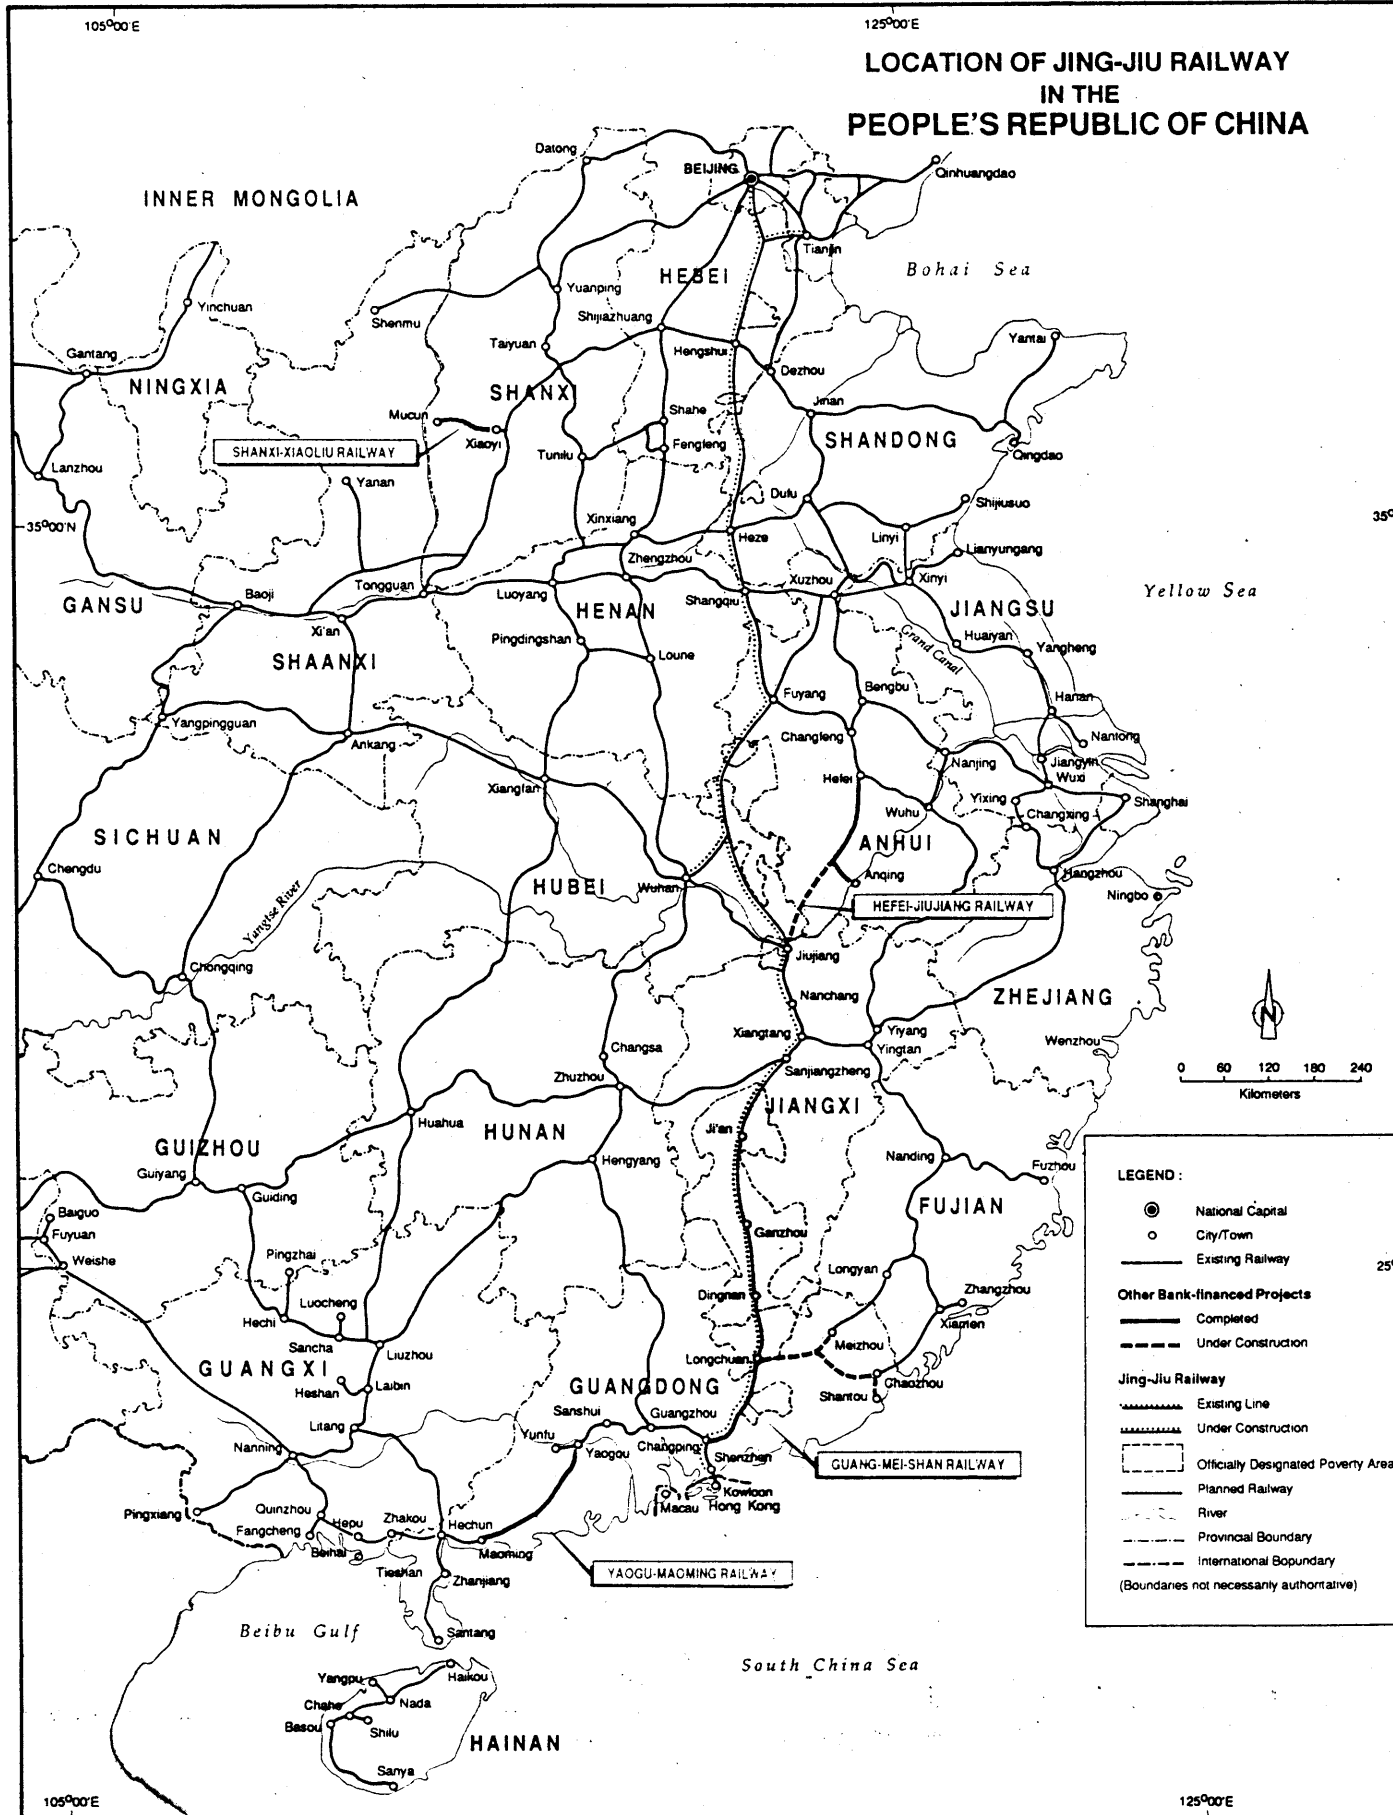 105°00'E
125°00'E
LOCATION OF JING-JIU RAILWAY
IN THE
PEOPLE'S REPUBLIC OF CHINA
Datong
BEIJING
Qinhuangdao
INNER MONGOLIA
Tianjin
Bohai Sea
HEBEI
Yuanping
Yinchuan
Shenmu
Shijiazhuang
Yantai
Taiyuan
Hengshui
Gantang
Dezhou
NINGXIA
SHANXI
Mucun
Shahe
Jinan
SHANDONG
SHANXI-XIAOLIU RAILWAY
Xiaoyi
Tunliu
Fengfeng
Qingdao
Lanzhou
Yanan
Dufu
Shijiusuo
35°00'N
35°
Xinxiang
Heze
Linyi
Zhengzhou
Lianyungang
Tongguan
Xuzhou
Xinyi
GANSU
Baoji
Luoyang
HENAN
Shangqiu
JIANGSU
Yellow Sea
Xi'an
Pingdingshan
Grand Canal
Huaiyan
Yangheng
SHAANXI
Loune
Fuyang
Bengbu
Hanan
Yangpingguan
Ankang
Changfeng
Nantong
Nanjing
Jiangyin
Xiangfan
Hefei
Wuxi
Yixing
Shanghai
Wuhu
Changxing
SICHUAN
ANHUI
Chengdu
HUBEI
Wuhan
Anqing
Hangzhou
Ningbo
Yangtse River
HEFEI-JIUJIANG RAILWAY
Jiujiang
Chongqing
Nanchang
ZHEJIANG
N
Xiangtang
Yiyang
Wenzhou
Changsa
Yingtan
Sanjiangzheng
0 60 120 180 240
Kilometers
Zhuzhou
JIANGXI
Huahua
HUNAN
Ji'an
GUIZHOU
LEGEND :
Guiyang
Guiding
Hengyang
Nanding
Fuzhou
National Capital
Baiguo
FUJIAN
City/Town
Fuyuan
Ganzhou
Existing Railway
Weishe
Pingzhai
Longyan
25°
Luocheng
Dingnan
Zhangzhou
Other Bank-financed Projects
Hechi
Xiamen
Completed
Sancha
Liuzhou
Meizhou
Under Construction
Longchuan
GUANGXI
Heshan
Laibin
GUANGDONG
Chaozhou
Jing-Jiu Railway
Shantou
Existing Line
Sanshui
Guangzhou
Litang
Yunfu
Under Construction
Nanning
Yaogou
Changping
Shenzhen
GUANG-MEI-SHAN RAILWAY
Officially Designated Poverty Area
Kowloon
Planned Railway
Pingxiang
Quinzhou
Macau
Hong Kong
River
Fangcheng
Hepu
Zhakou
Hechun
Provincial Boundary
Beihai
Maoming
International Bopundary
Tieshan
Zhanjiang
YAOGU-MAOMING RAILWAY
(Boundaries not necessarily authoritative)
Beibu Gulf
Santang
South China Sea
Yangpu
Haikou
Chahe
Nada
Basou
Shilu
HAINAN
Sanya
105°00'E
125°00'E